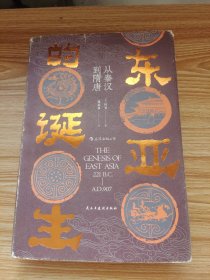 东亚
的诞生
从秦汉
到隋唐
THE
GENESIS OF
EAST ASIA
221 B.C.
A.D.907